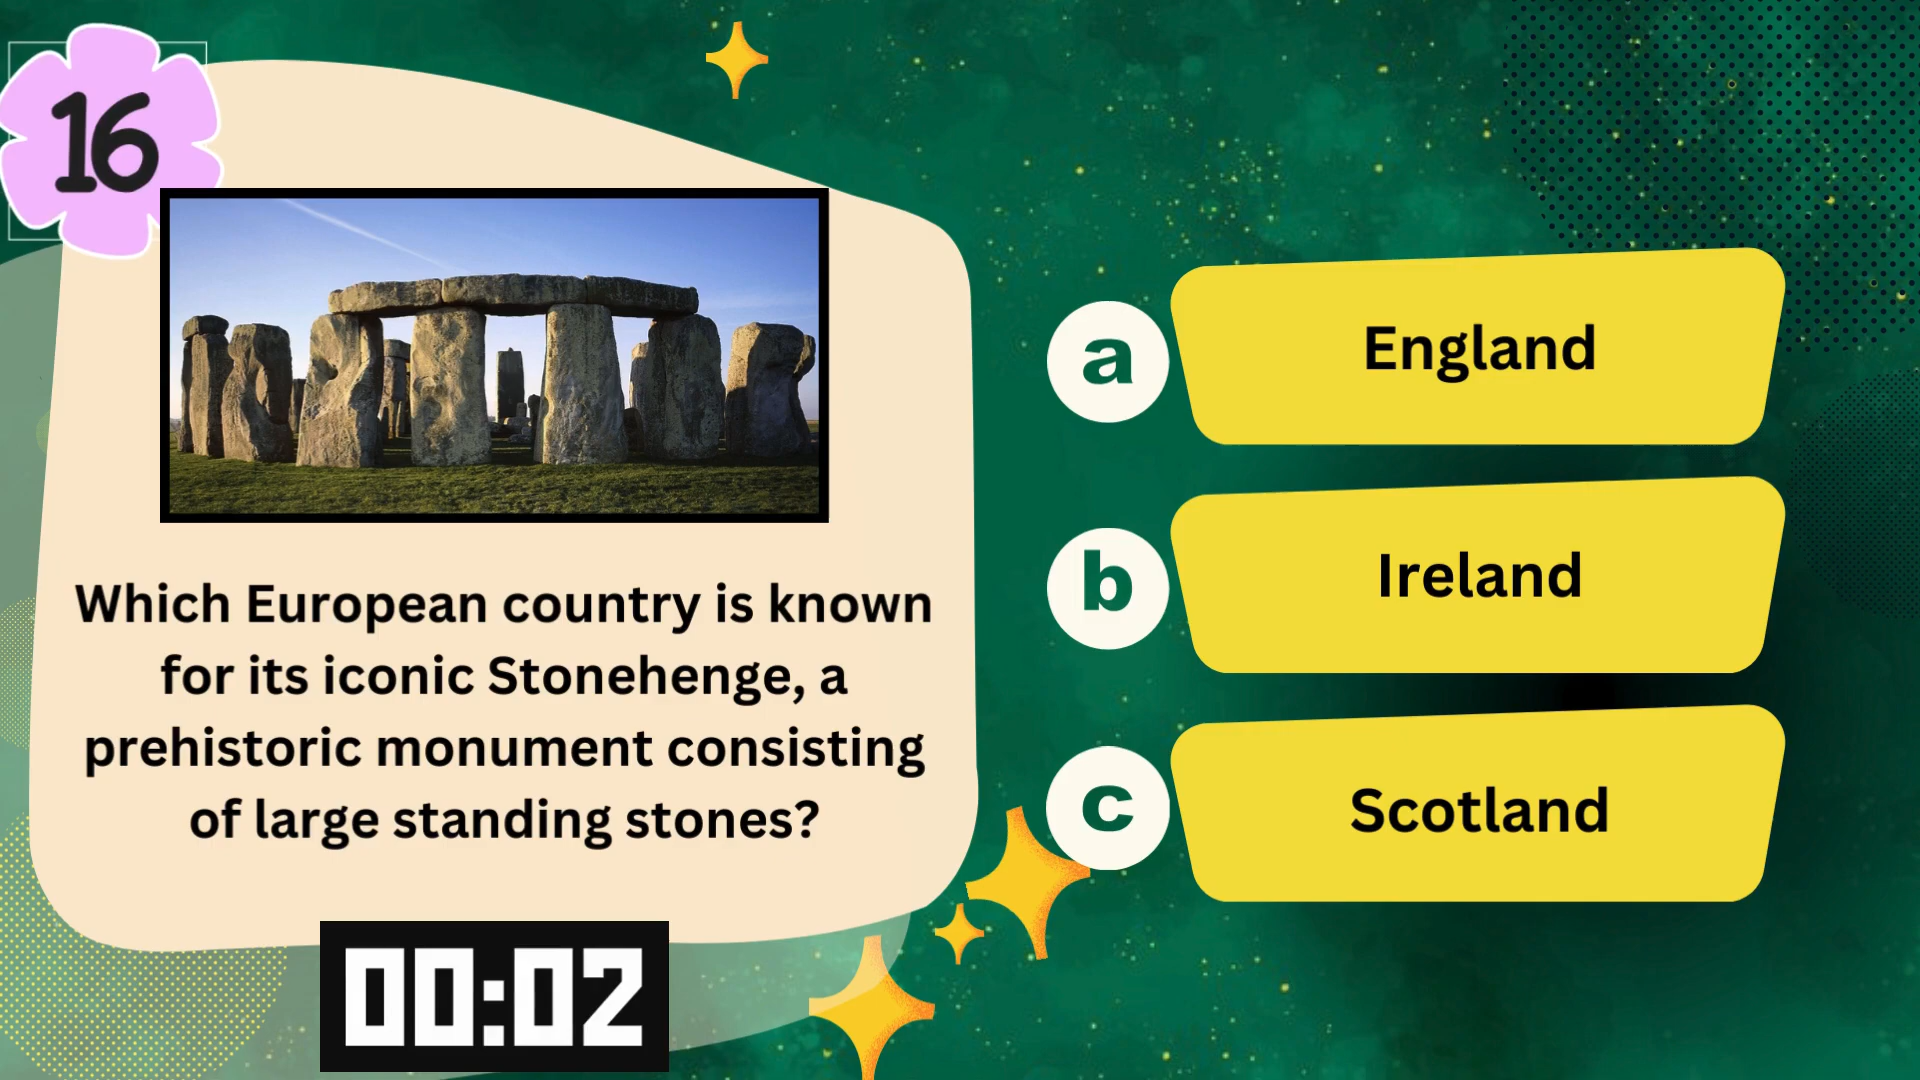 16
Which European country is known
for its iconic Stonehenge, a
prehistoric monument consisting
of large standing stones?
00:02
a
England
b
Ireland
c
Scotland